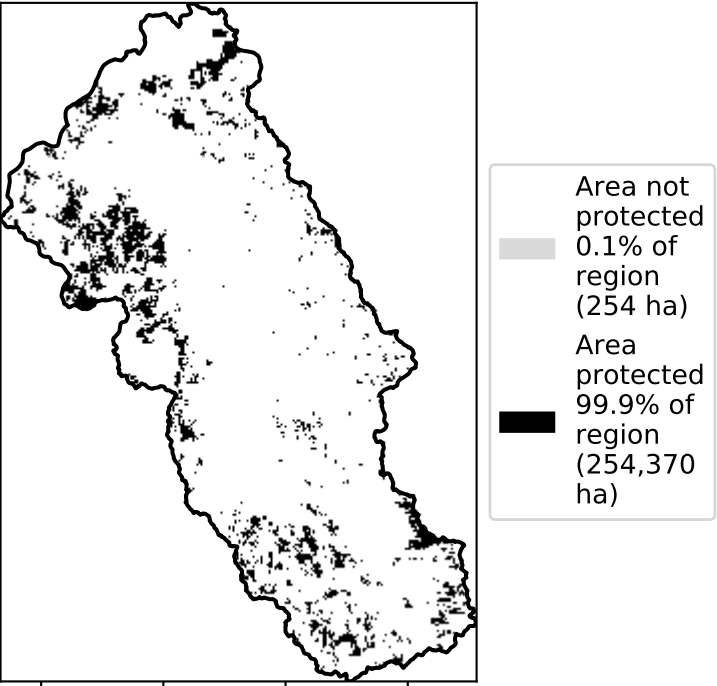 Area not
protected
0.1% of
region
(254 ha)
Area
protected
99.9% of
region
(254,370
ha)